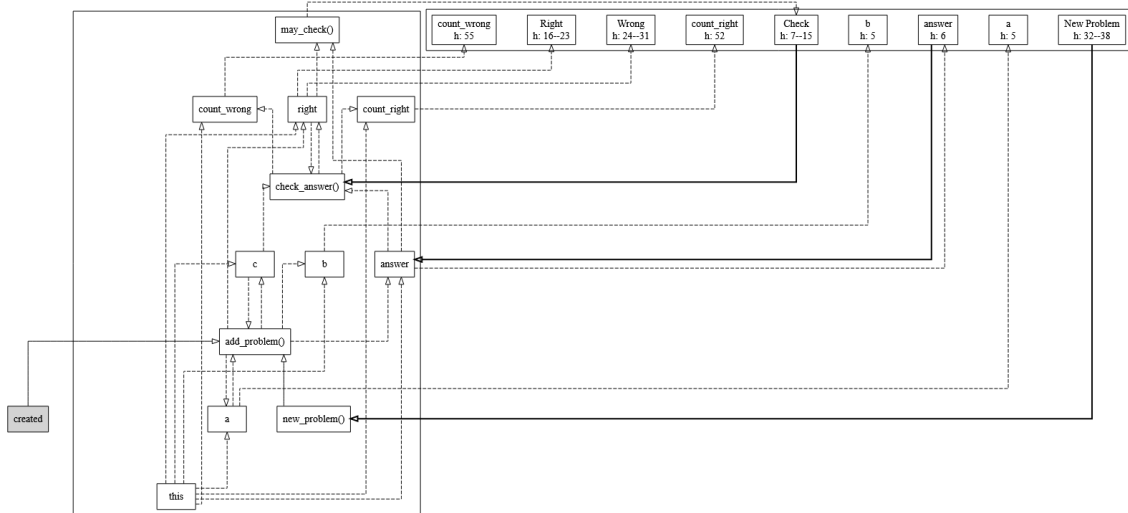 may_check()
count_wrong
h: 55
Right
h: 16--23
Wrong
h: 24--31
count_right
h: 52
Check
h: 7--15
b
h: 5
answer
h: 6
a
h: 5
New Problem
h: 32--38
count_wrong
right
count_right
check_answer()
c
b
answer
add_problem()
created
a
new_problem()
this